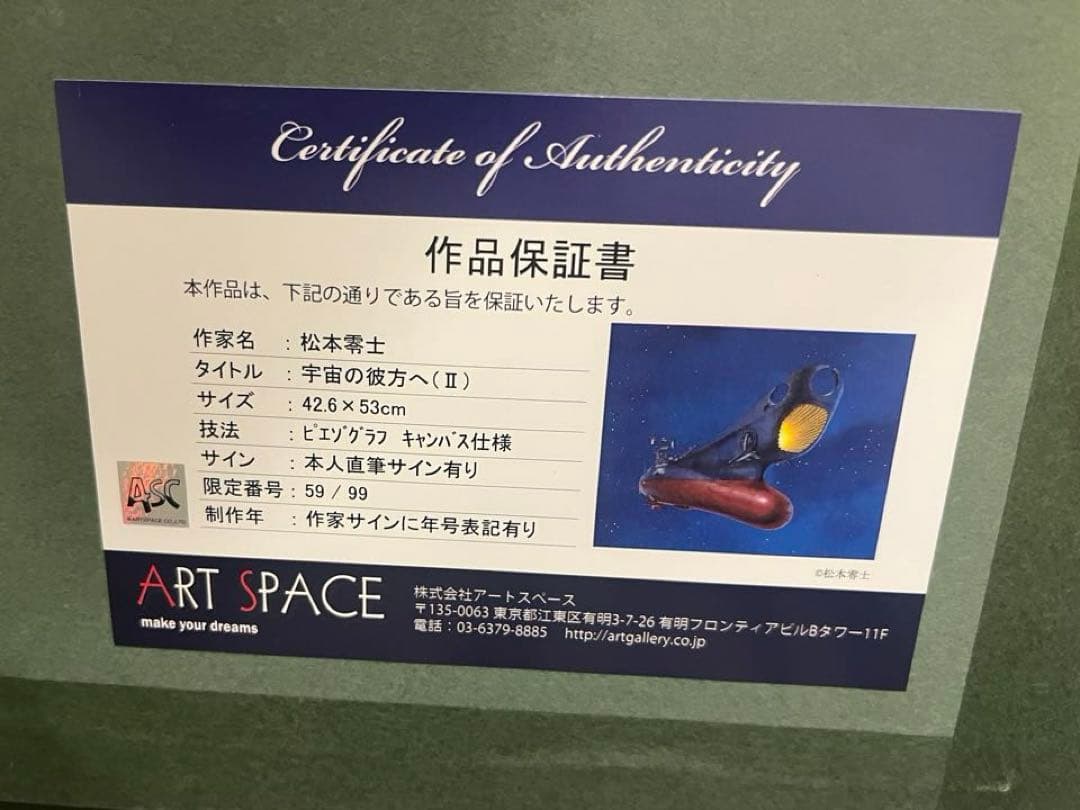 Certificate of Authenticity
作品保証書
本作品は、下記の通りである旨を保証いたします。
作家名 : 松本零士
タイトル : 宇宙の彼方へ(Ⅱ)
サイズ : 42.6×53cm
技法 : ﾋﾟｴｿﾞｸﾞﾗﾌ ｷｬﾝﾊﾞｽ仕様
サイン : 本人直筆サイン有り
限定番号 : 59 / 99
制作年 : 作家サインに年号表記有り
ASC
©松本零士
ART SPACE
make your dreams
株式会社アートスペース
〒135-0063 東京都江東区有明3-7-26 有明フロンティアビルBタワー11F
電話：03-6379-8885 http://artgallery.co.jp